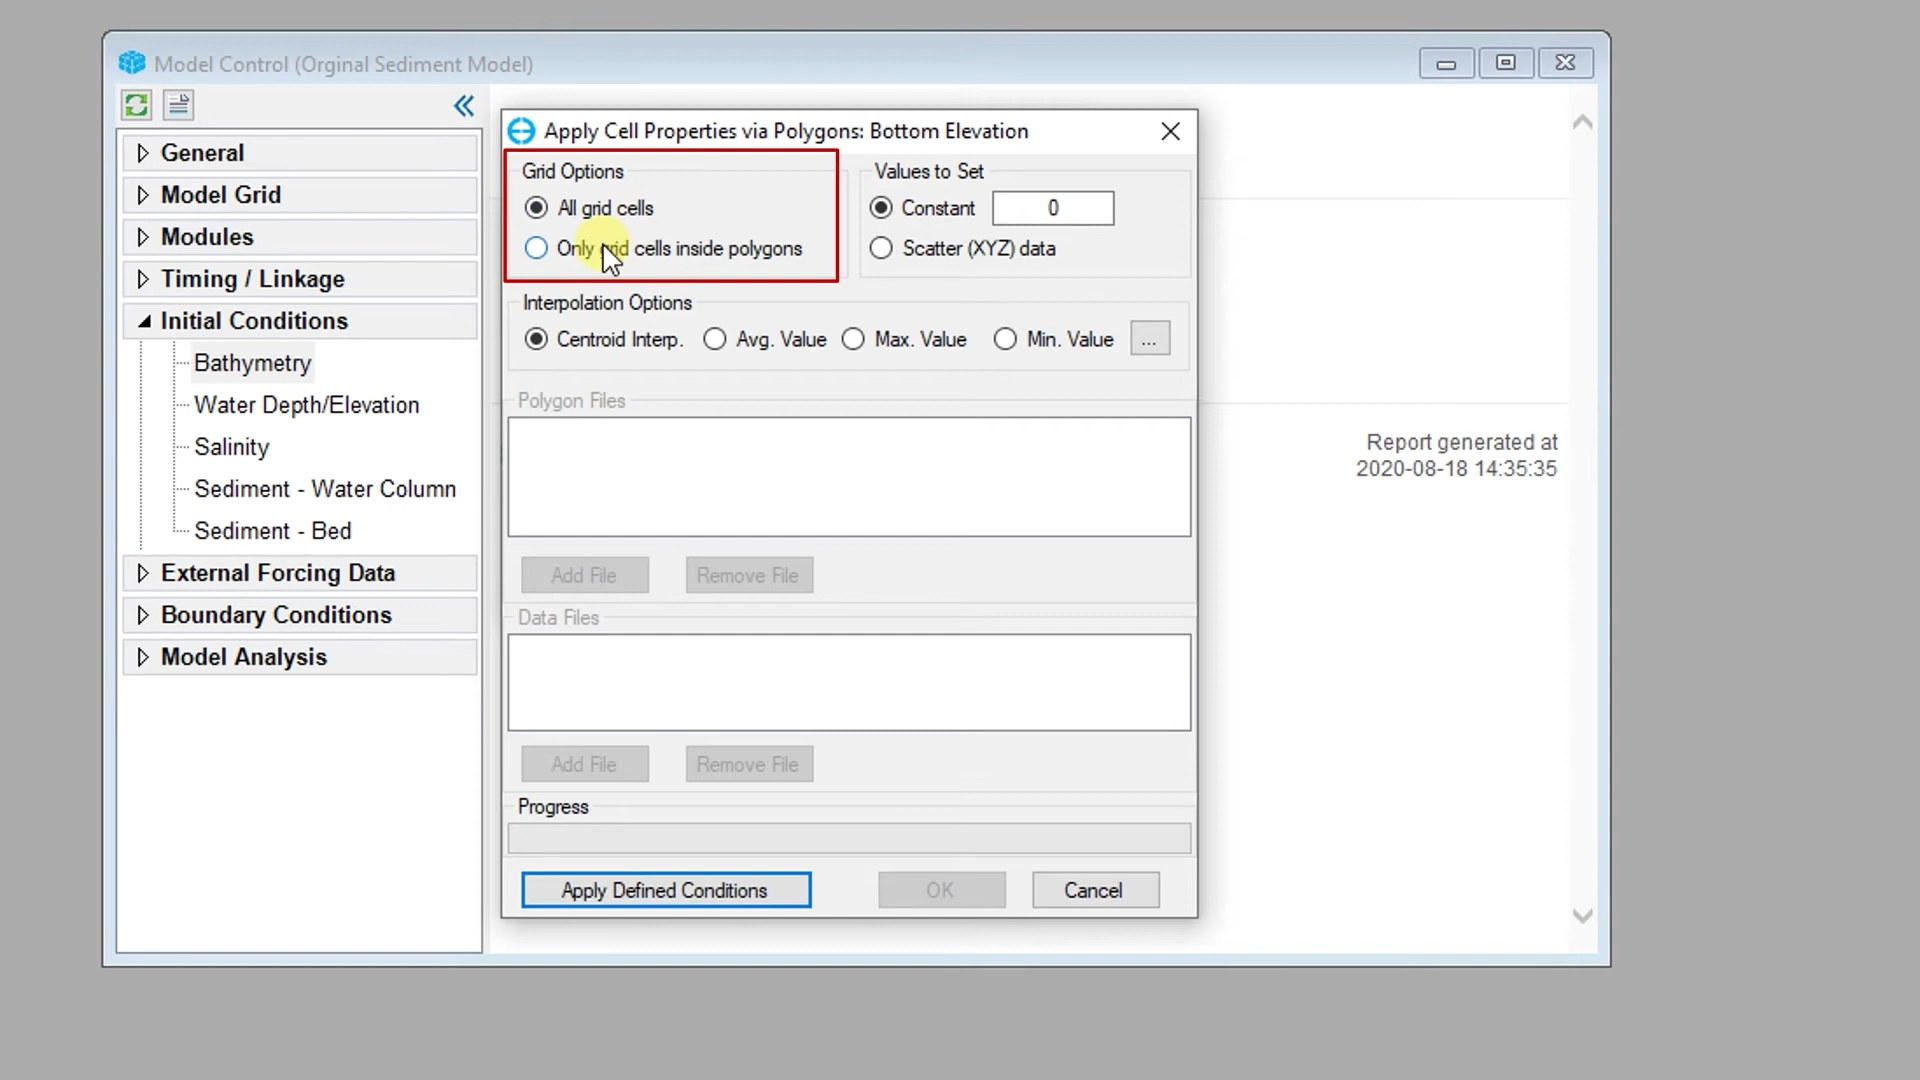 Model Control (Orginal Sediment Model)
General
Model Grid
Modules
Timing / Linkage
Initial Conditions
Bathymetry
Water Depth/Elevation
Salinity
Sediment - Water Column
Sediment - Bed
External Forcing Data
Boundary Conditions
Model Analysis
Apply Cell Properties via Polygons: Bottom Elevation
Grid Options
All grid cells
Only grid cells inside polygons
Values to Set
Constant 0
Scatter (XYZ) data
Interpolation Options
Centroid Interp. Avg. Value Max. Value Min. Value ...
Polygon Files
Add File Remove File
Data Files
Add File Remove File
Progress
Apply Defined Conditions OK Cancel
Report generated at
2020-08-18 14:35:35